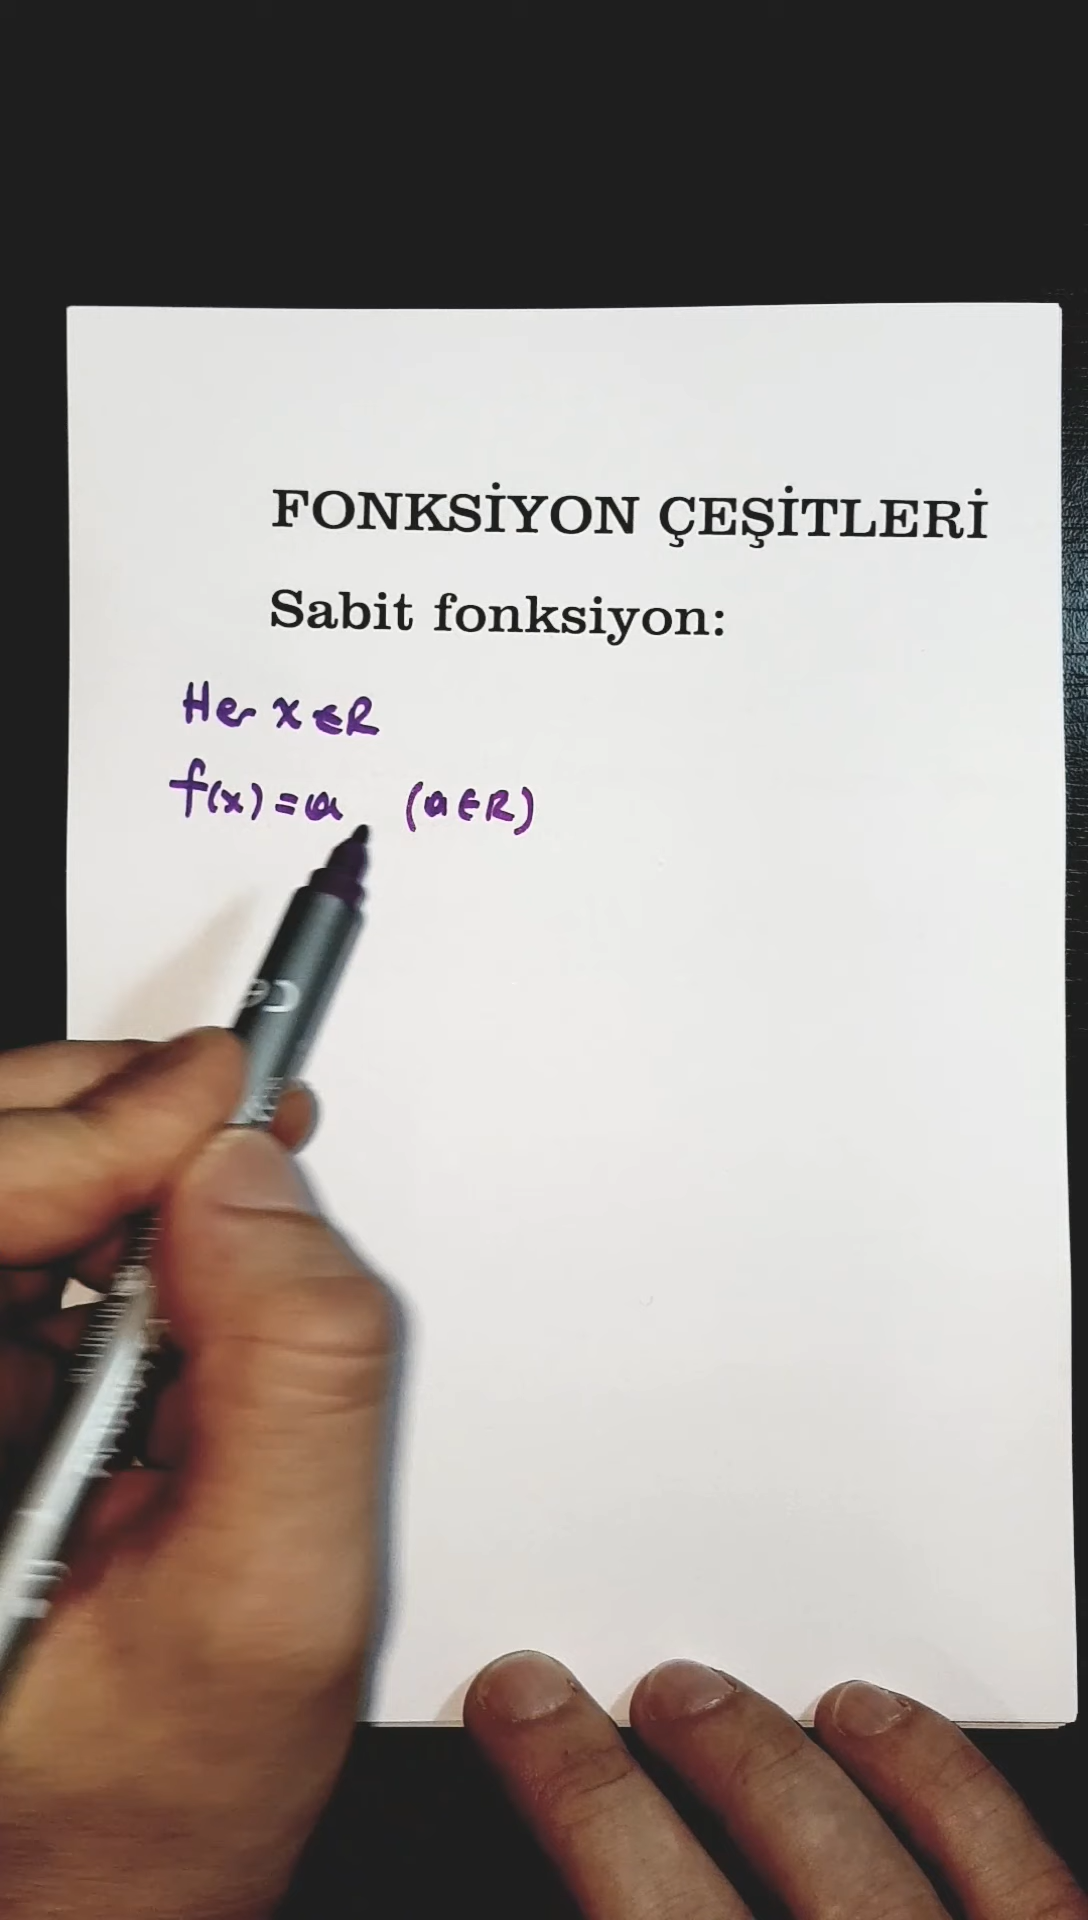 FONKSİYON ÇEŞİTLERİ
Sabit fonksiyon:
Her x ∈ R
f(x) = a (a ∈ R)